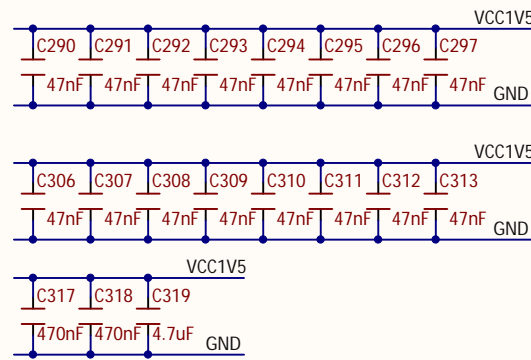 VCC1V5
C290 C291 C292 C293 C294 C295 C296 C297
47nF 47nF 47nF 47nF 47nF 47nF 47nF 47nF
GND
VCC1V5
C306 C307 C308 C309 C310 C311 C312 C313
47nF 47nF 47nF 47nF 47nF 47nF 47nF 47nF
GND
VCC1V5
C317 C318 C319
470nF 470nF 4.7uF
GND